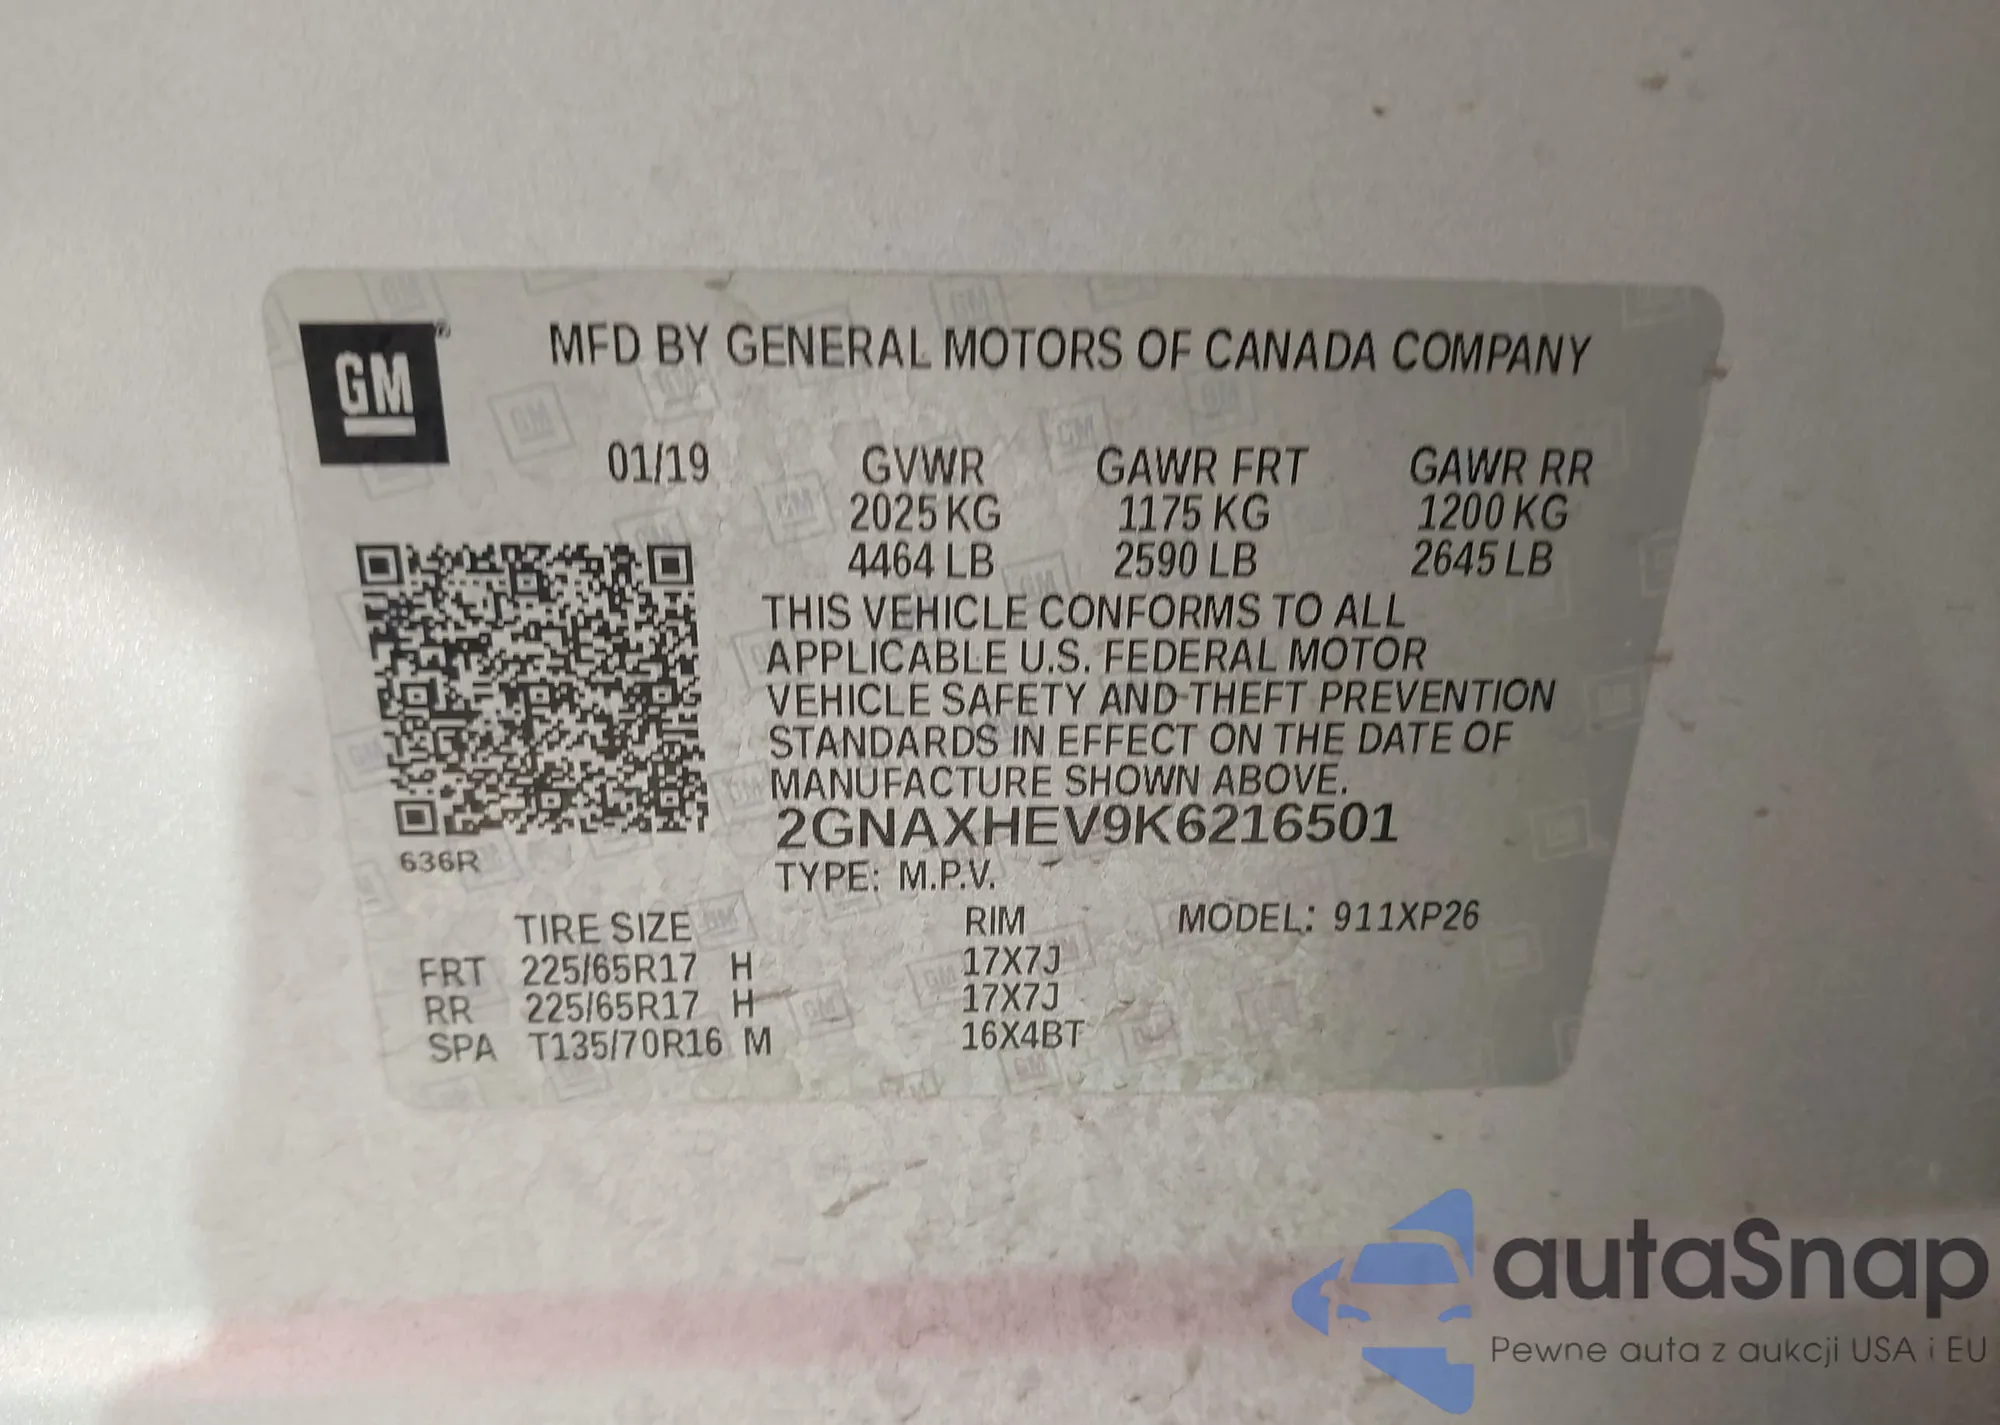 GM ®
MFD BY GENERAL MOTORS OF CANADA COMPANY
01/19 GVWR GAWR FRT GAWR RR
2025 KG 1175 KG 1200 KG
4464 LB 2590 LB 2645 LB
THIS VEHICLE CONFORMS TO ALL
APPLICABLE U.S. FEDERAL MOTOR
VEHICLE SAFETY AND THEFT PREVENTION
STANDARDS IN EFFECT ON THE DATE OF
MANUFACTURE SHOWN ABOVE.
2GNAXHEV9K6216501
636R
TYPE: M.P.V.
TIRE SIZE RIM MODEL: 911XP26
FRT 225/65R17 H 17X7J
RR 225/65R17 H 17X7J
SPA T135/70R16 M 16X4BT
autaSnap
Pewne auta z aukcji USA i EU